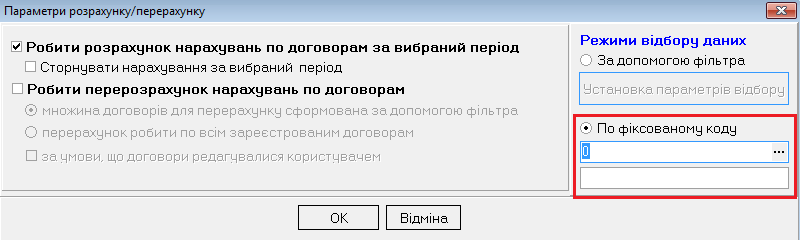 Параметри розрахунку/перерахунку
Робити розрахунок нарахувань по договорам за вибраний період
Сторнувати нарахування за вибраний період
Робити перерозрахунок нарахувань по договорам
множина договорів для перерахунку сформована за допомогою фільтра
перерахунок робити по всім зареєстрованим договорам
за умови, що договори редагувалися користувачем
Режими відбору даних
За допомогою фільтра
Установка параметрів відбору
По фіксованому коду
0 ...
OK
Відміна